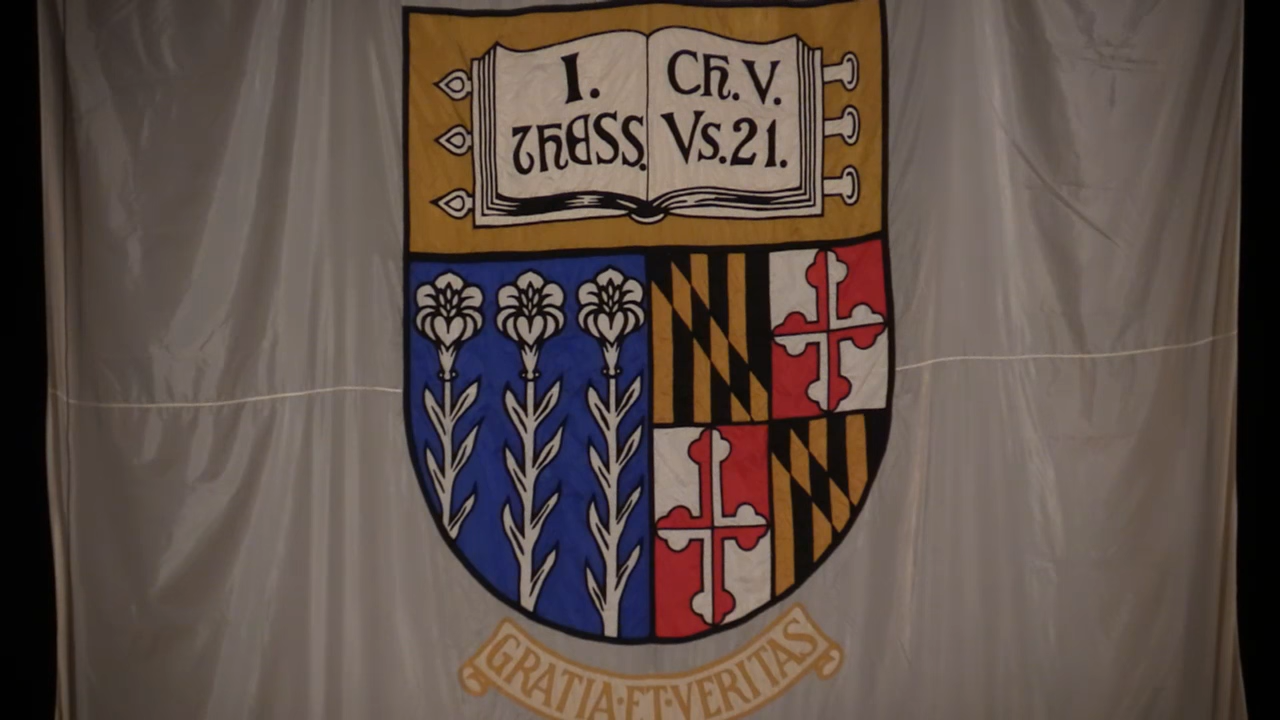 I.
THESS.
Ch. V.
Vs. 21.
GRATIA·ET·VERITAS